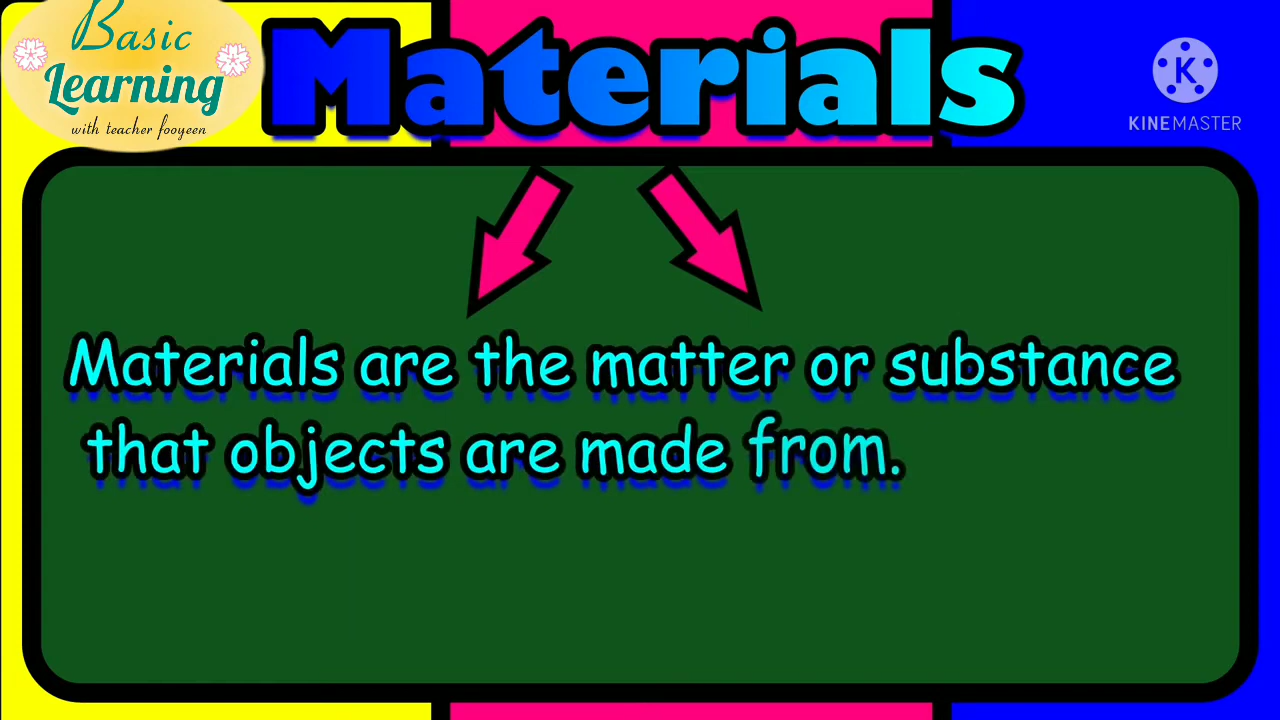 Basic
Learning
with teacher fooyeen
Materials
K
KINEMASTER
Materials are the matter or substance
that objects are made from.